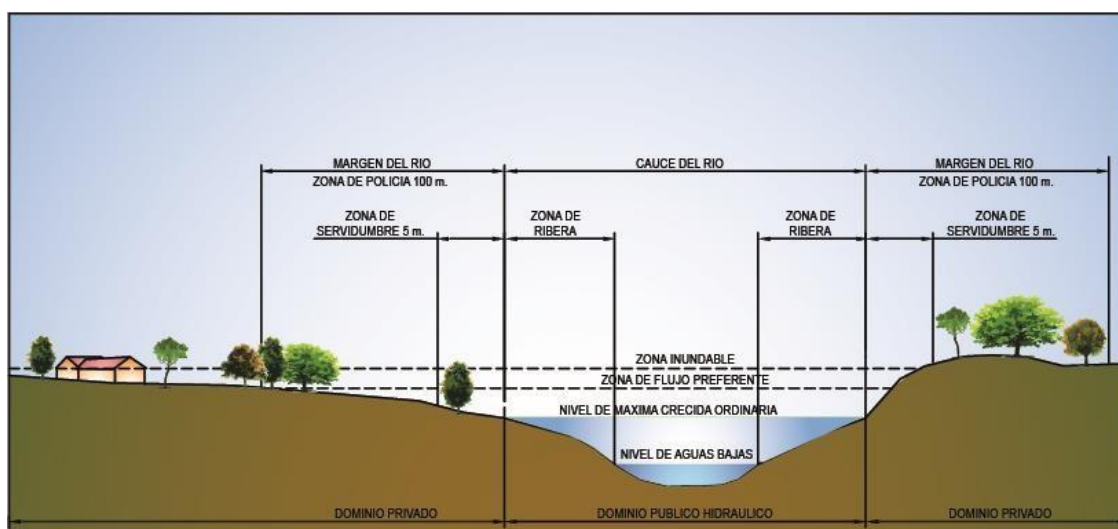 MARGEN DEL RIO
ZONA DE POLICIA 100 m.
CAUCE DEL RIO
MARGEN DEL RIO
ZONA DE POLICIA 100 m.
ZONA DE
SERVIDUMBRE 5 m.
ZONA DE
RIBERA
ZONA DE
RIBERA
ZONA DE
SERVIDUMBRE 5 m.
ZONA INUNDABLE
ZONA DE FLUJO PREFERENTE
NIVEL DE MAXIMA CRECIDA ORDINARIA
NIVEL DE AGUAS BAJAS
DOMINIO PRIVADO
DOMINIO PUBLICO HIDRAULICO
DOMINIO PRIVADO